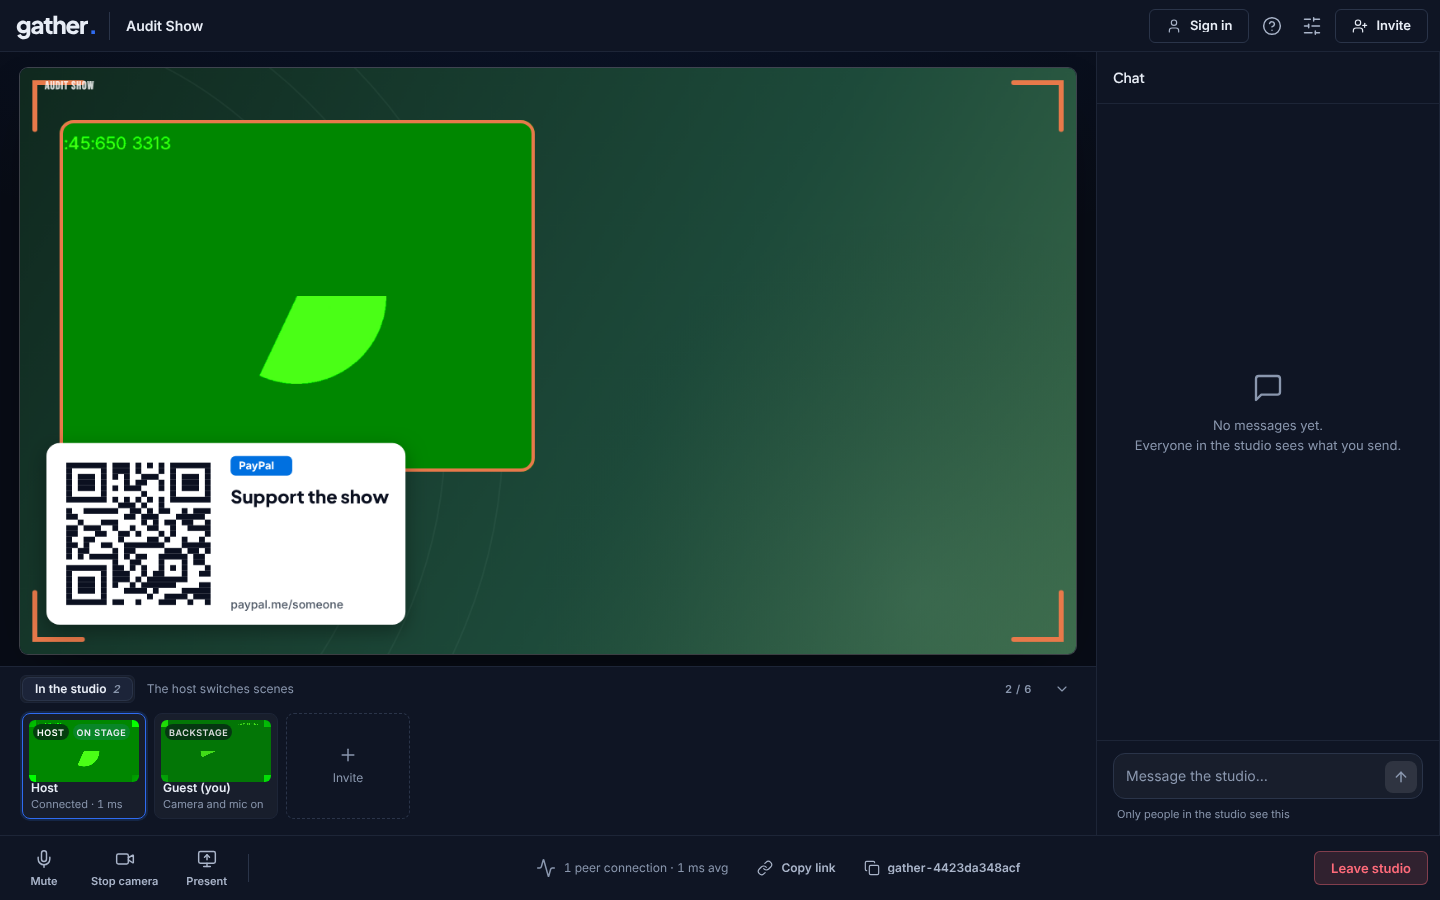 gather.
Audit Show
Sign in
Invite
AUDIT SHOW
:45:650 3313
PayPal
Support the show
paypal.me/someone
Chat
No messages yet.
Everyone in the studio sees what you send.
In the studio 2
The host switches scenes
2 / 6
HOST
ON STAGE
Host
Connected · 1 ms
BACKSTAGE
Guest (you)
Camera and mic on
Invite
Message the studio...
Only people in the studio see this
Mute
Stop camera
Present
1 peer connection · 1 ms avg
Copy link
gather-4423da348acf
Leave studio